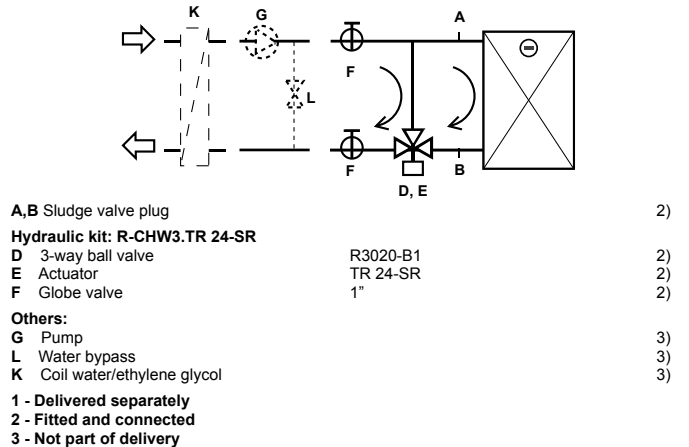 K
G
A
F
L
F
B
D, E
A,B Sludge valve plug 2)
Hydraulic kit: R-CHW3.TR 24-SR
D 3-way ball valve R3020-B1 2)
E Actuator TR 24-SR 2)
F Globe valve 1” 2)
Others:
G Pump 3)
L Water bypass 3)
K Coil water/ethylene glycol 3)
1 - Delivered separately
2 - Fitted and connected
3 - Not part of delivery